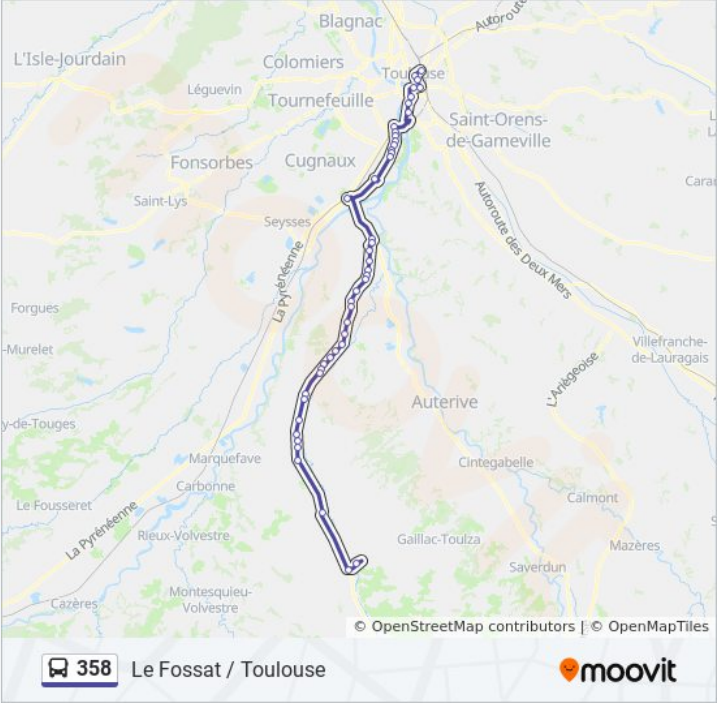 Blagnac
Autoroute
L'Isle-Jourdain
Colomiers
Toulouse
Léguevin
Tournefeuille
Saint-Orens-
de-Gameville
Fonsorbes
Cugnaux
Saint-Lys
Seysses
Autoroute des Deux Mers
La Pyrénéenne
Forgues
-Murelet
Villefranche-
de-Lauragais
L'Ariégeoise
Auterive
y-de-Touges
Marquefave
Cintegabelle
Carbonne
Calmont
Le Fousseret
La Pyrénéenne
Rieux-Volvestre
Gaillac-Toulza
Mazères
Saverdun
Montesquieu-
Volvestre
Cazères
© OpenStreetMap contributors | © OpenMapTiles
358 Le Fossat / Toulouse
moovit